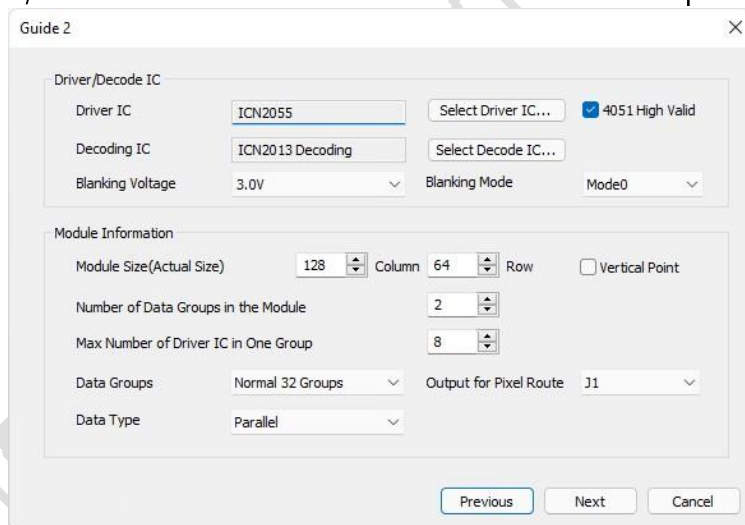 Guide 2
Driver/Decode IC
Driver IC ICN2055 Select Driver IC... 4051 High Valid
Decoding IC ICN2013 Decoding Select Decode IC...
Blanking Voltage 3.0V Blanking Mode Mode0
Module Information
Module Size(Actual Size) 128 Column 64 Row Vertical Point
Number of Data Groups in the Module 2
Max Number of Driver IC in One Group 8
Data Groups Normal 32 Groups Output for Pixel Route J1
Data Type Parallel
Previous Next Cancel